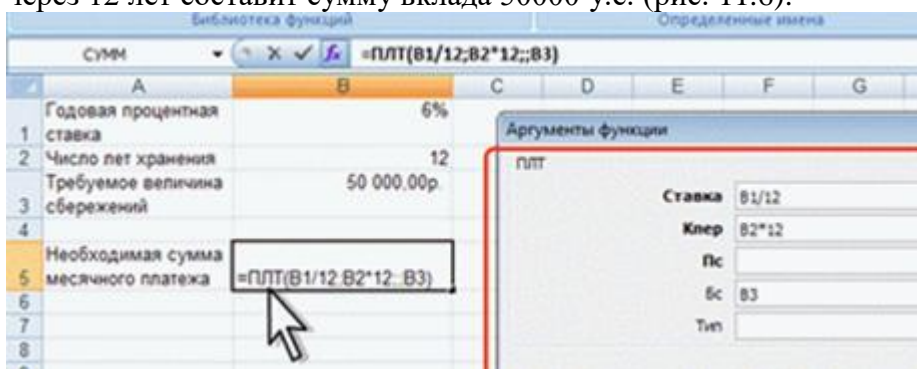 через 12 лет составит сумму вклада 50000 у.е. (рис. 11.8).
Библиотека функций Определенные имена
СУММ =ПЛТ(B1/12;B2*12;;B3)
A B C D E F G
Годовая процентная 6%
1 ставка
2 Число лет хранения 12
Требуемое величина 50 000,00р.
3 сбережений
4
Необходимая сумма
5 месячного платежа =ПЛТ(B1/12;B2*12;;B3)
6
7
8
Аргументы функции
ПЛТ
Ставка B1/12
Кпер B2*12
Пс
Бс B3
Тип